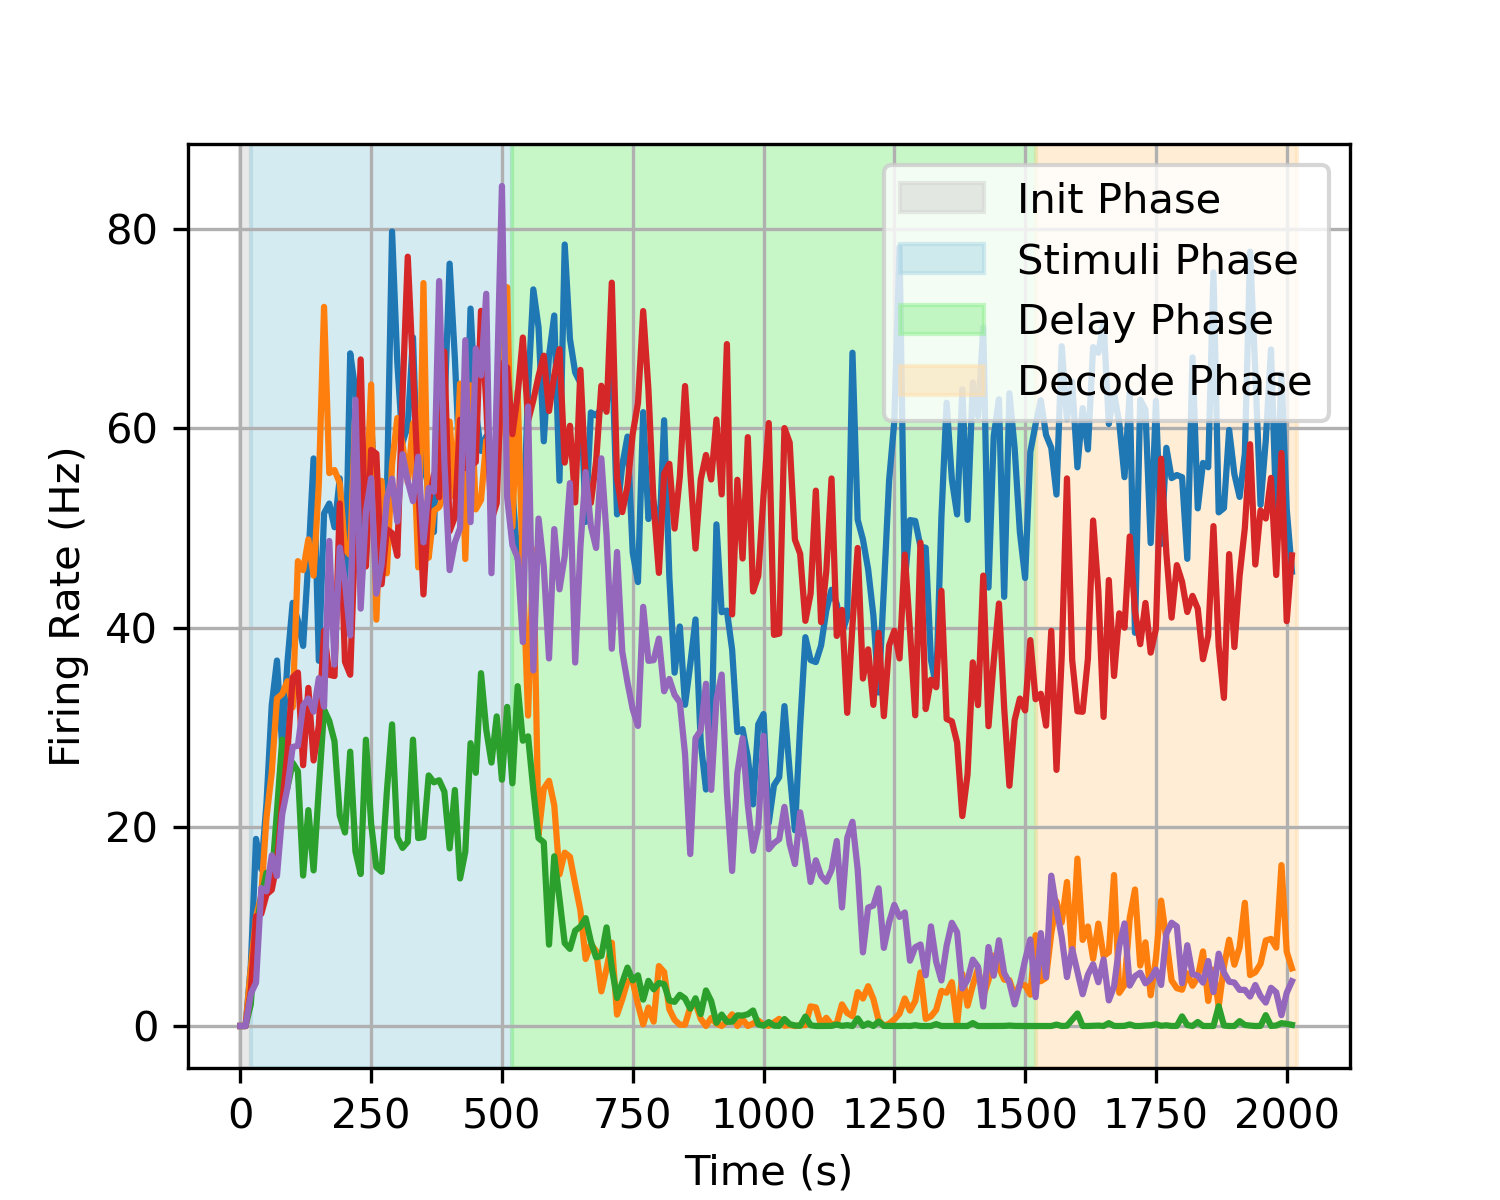 Init Phase
Stimuli Phase
Delay Phase
Decode Phase
80
60
40
20
0
Firing Rate (Hz)
0 250 500 750 1000 1250 1500 1750 2000
Time (s)